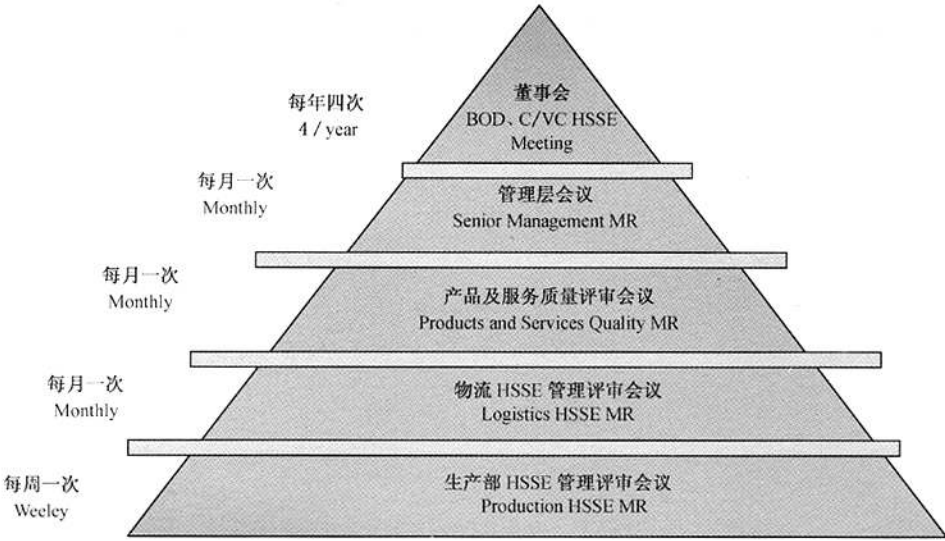 每年四次
4 / year
董事会
BOD、C/VC HSSE
Meeting
每月一次
Monthly
管理层会议
Senior Management MR
每月一次
Monthly
产品及服务质量评审会议
Products and Services Quality MR
每月一次
Monthly
物流 HSSE 管理评审会议
Logistics HSSE MR
每周一次
Weeley
生产部 HSSE 管理评审会议
Production HSSE MR